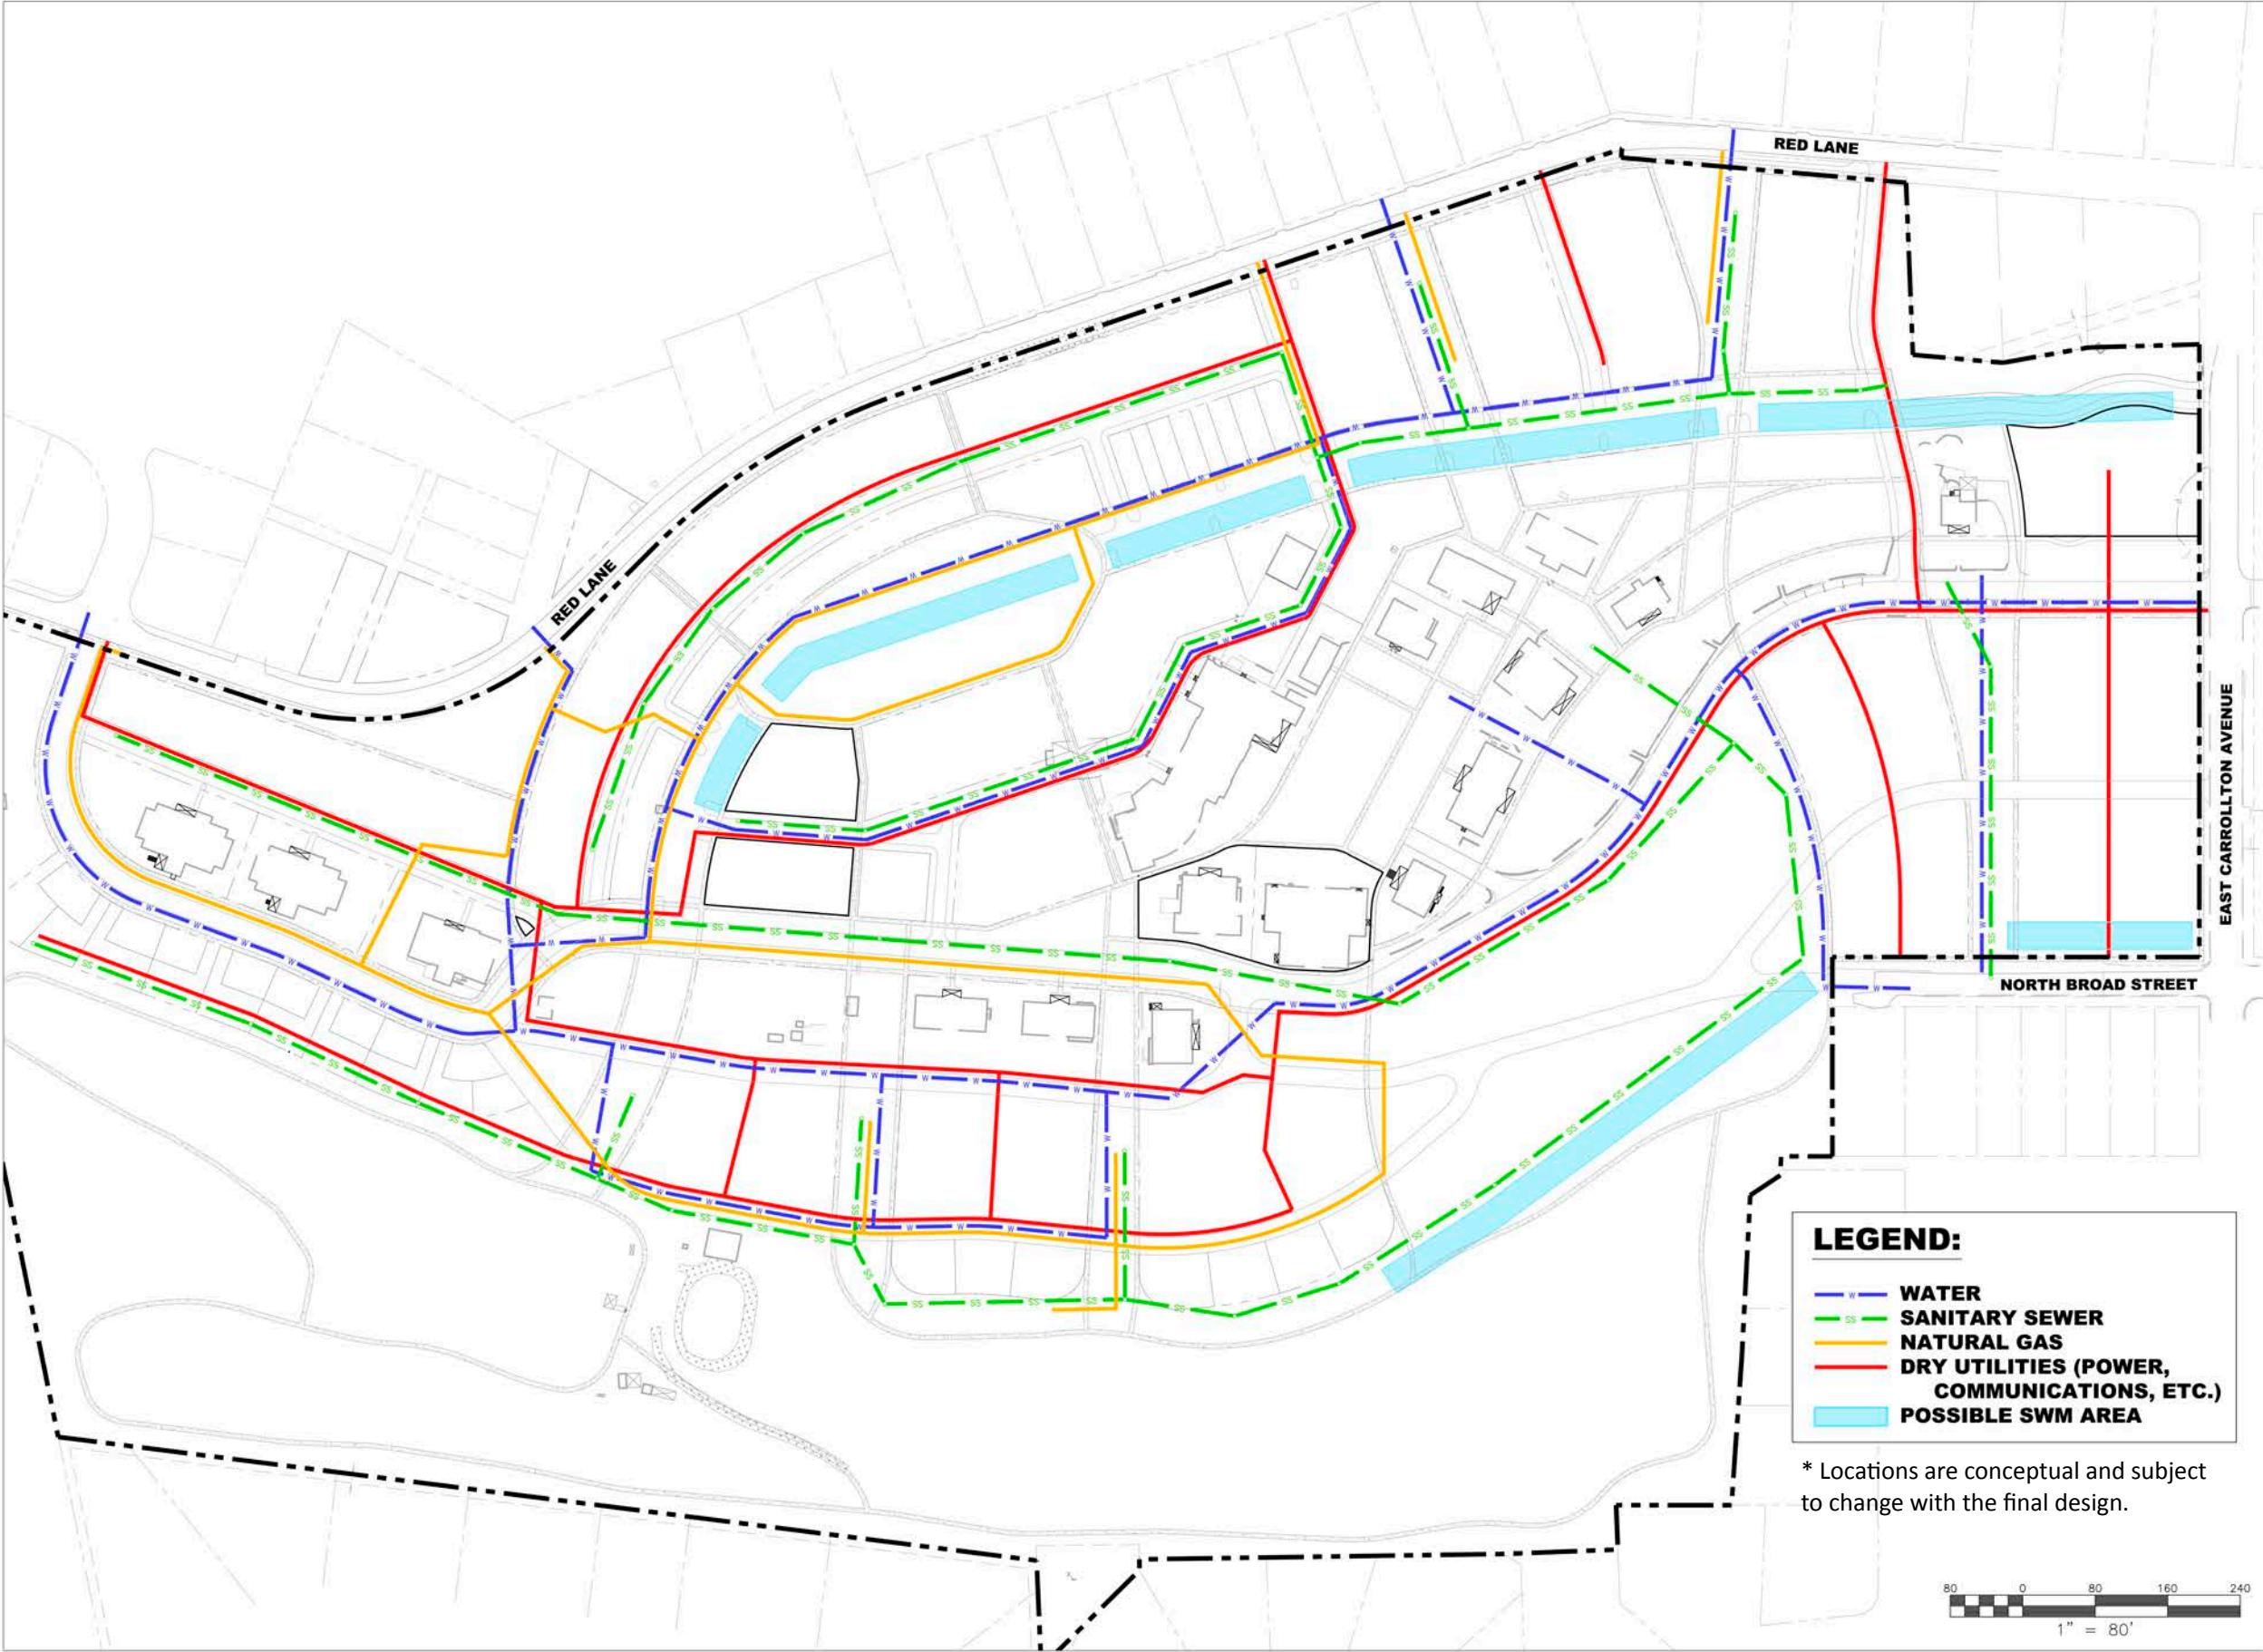 RED LANE
RED LANE
EAST CARROLLTON AVENUE
NORTH BROAD STREET
LEGEND:
W WATER
SS SANITARY SEWER
NATURAL GAS
DRY UTILITIES (POWER,
COMMUNICATIONS, ETC.)
POSSIBLE SWM AREA
* Locations are conceptual and subject
to change with the final design.
80 0 80 160 240
1" = 80'